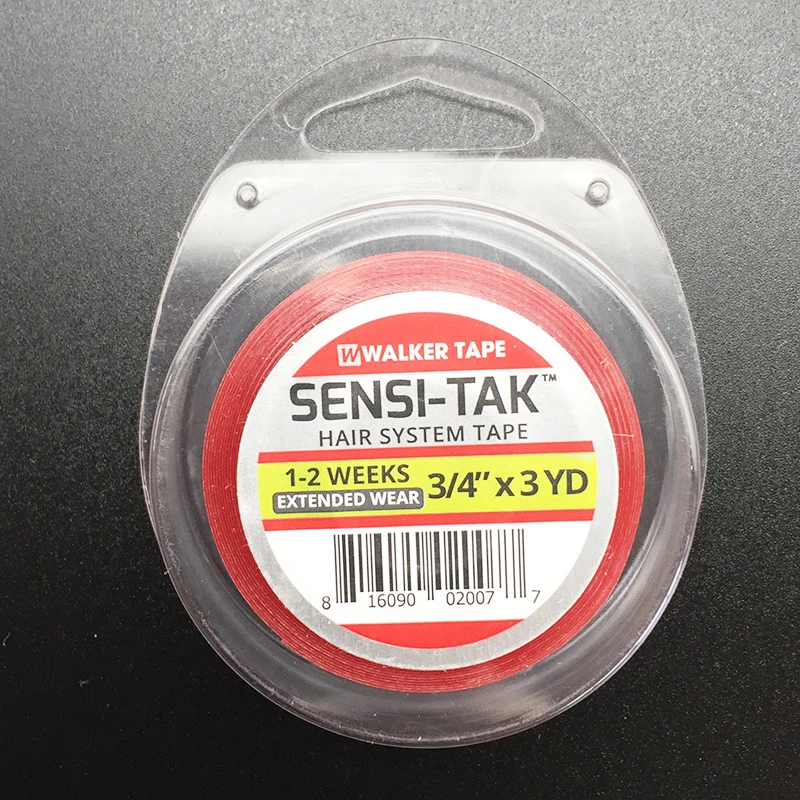 W WALKER TAPE
SENSI-TAK™
HAIR SYSTEM TAPE
1-2 WEEKS
EXTENDED WEAR
3/4" x 3 YD
8 16090 02007 7